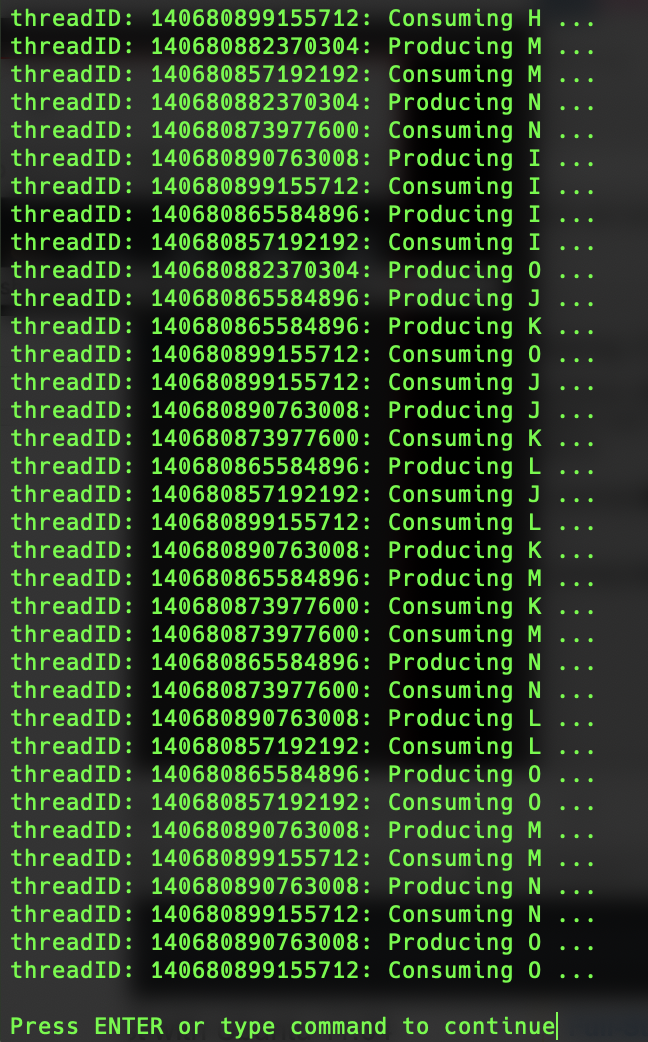 threadID: 140680899155712: Consuming H ...
threadID: 140680882370304: Producing M ...
threadID: 140680857192192: Consuming M ...
threadID: 140680882370304: Producing N ...
threadID: 140680873977600: Consuming N ...
threadID: 140680890763008: Producing I ...
threadID: 140680899155712: Consuming I ...
threadID: 140680865584896: Producing I ...
threadID: 140680857192192: Consuming I ...
threadID: 140680882370304: Producing O ...
threadID: 140680865584896: Producing J ...
threadID: 140680865584896: Producing K ...
threadID: 140680899155712: Consuming O ...
threadID: 140680899155712: Consuming J ...
threadID: 140680890763008: Producing J ...
threadID: 140680873977600: Consuming K ...
threadID: 140680865584896: Producing L ...
threadID: 140680857192192: Consuming J ...
threadID: 140680899155712: Consuming L ...
threadID: 140680890763008: Producing K ...
threadID: 140680865584896: Producing M ...
threadID: 140680873977600: Consuming K ...
threadID: 140680873977600: Consuming M ...
threadID: 140680865584896: Producing N ...
threadID: 140680873977600: Consuming N ...
threadID: 140680890763008: Producing L ...
threadID: 140680857192192: Consuming L ...
threadID: 140680865584896: Producing O ...
threadID: 140680857192192: Consuming O ...
threadID: 140680890763008: Producing M ...
threadID: 140680899155712: Consuming M ...
threadID: 140680890763008: Producing N ...
threadID: 140680899155712: Consuming N ...
threadID: 140680890763008: Producing O ...
threadID: 140680899155712: Consuming O ...
Press ENTER or type command to continue